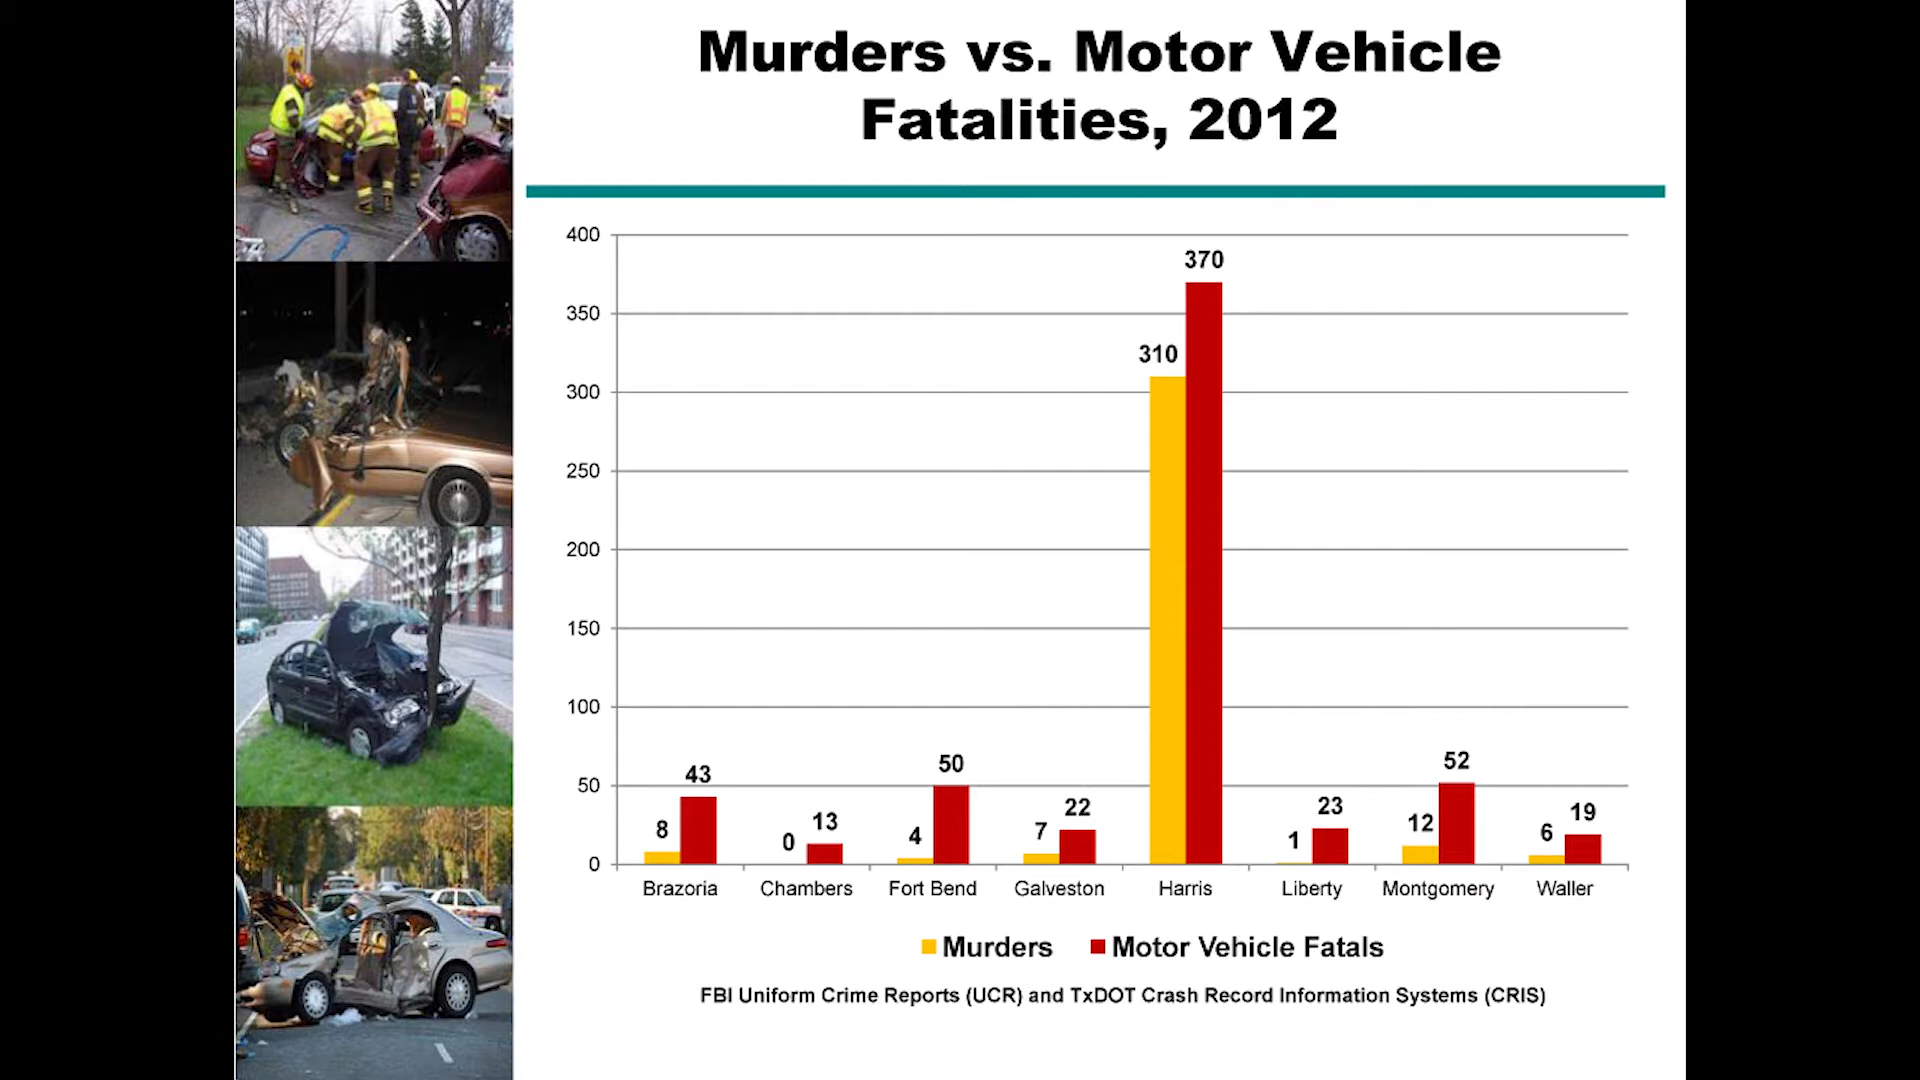 Murders vs. Motor Vehicle
Fatalities, 2012
400
350
300
250
200
150
100
50
0
8
43
0
13
4
50
7
22
310
370
1
23
12
52
6
19
Brazoria
Chambers
Fort Bend
Galveston
Harris
Liberty
Montgomery
Waller
Murders
Motor Vehicle Fatals
FBI Uniform Crime Reports (UCR) and TxDOT Crash Record Information Systems (CRIS)